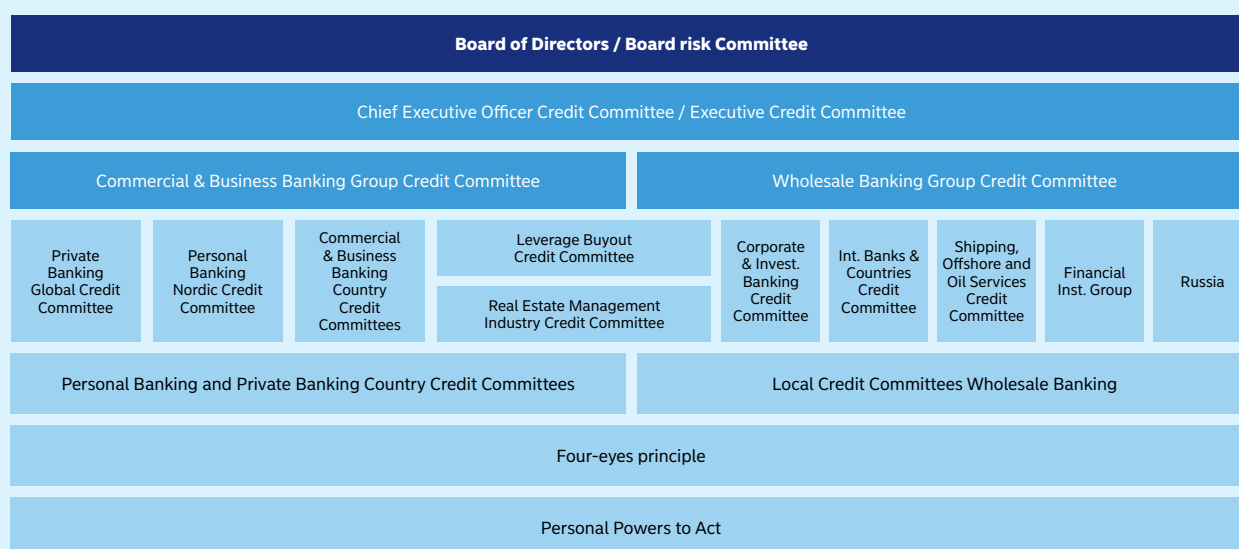 Board of Directors / Board risk Committee
Chief Executive Officer Credit Committee / Executive Credit Committee
Commercial & Business Banking Group Credit Committee
Wholesale Banking Group Credit Committee
Private
Banking
Global Credit
Committee
Personal
Banking
Nordic Credit
Committee
Commercial
& Business
Banking
Country
Credit
Committees
Leverage Buyout
Credit Committee
Real Estate Management
Industry Credit Committee
Corporate
& Invest.
Banking
Credit
Committee
Int. Banks &
Countries
Credit
Committee
Shipping,
Offshore and
Oil Services
Credit
Committee
Financial
Inst. Group
Russia
Personal Banking and Private Banking Country Credit Committees
Local Credit Committees Wholesale Banking
Four-eyes principle
Personal Powers to Act